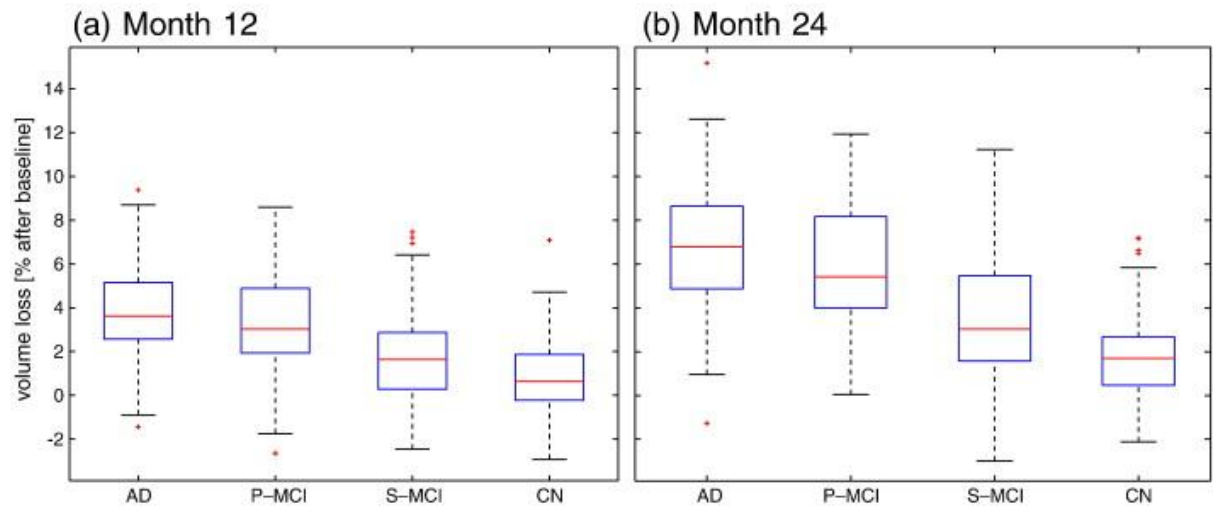 (a) Month 12
(b) Month 24
volume loss [% after baseline]
14
12
10
8
6
4
2
0
-2
AD P-MCI S-MCI CN
AD P-MCI S-MCI CN